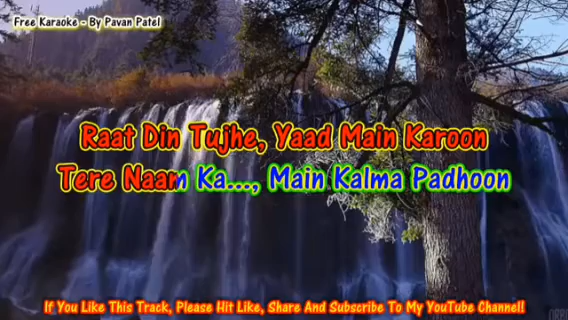 Free Karaoke - By Pavan Patel
Raat Din Tujhe, Yaad Main Karoon
Tere Naam Ka..., Main Kalma Padhoon
If You Like This Track, Please Hit Like, Share And Subscribe To My YouTube Channel!